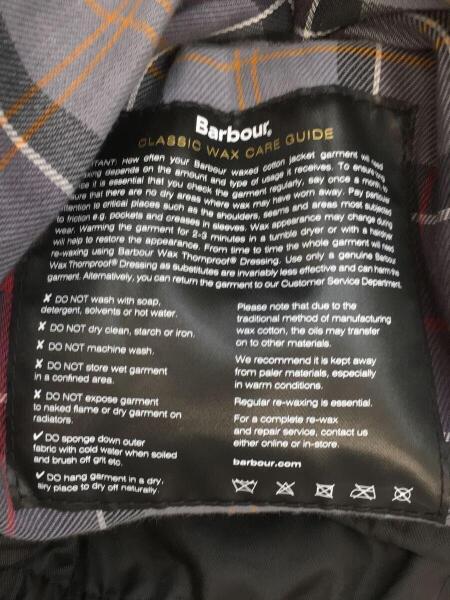 Barbour
CLASSIC WAX CARE GUIDE
TANT: How often your Barbour waxed cotton jacket garment will need
depends on the amount and type of usage it receives. To ensure
it is essential that you check the garment regularly, say once a month, to
sure that there are no dry areas where wax may have worn away. Pay particular
attention to critical places such as the shoulders, seams and areas most subjected
to friction e.g. pockets and creases in sleeves. Wax appearance may change during
wear. Warming the garment for 2-3 minutes in a tumble dryer or with a
will help to restore the appearance. From time to time the whole garment will need
re-waxing using Barbour Wax Thornproof® Dressing. Use only a genuine Barbour
Wax Thornproof® Dressing as substitutes are invariably less effective and can harm the
garment. Alternatively, you can return the garment to our Customer Service Department.
✗ DO NOT wash with soap,
detergent, solvents or hot water.
✗ DO NOT dry clean, starch or iron.
✗ DO NOT machine wash.
✗ DO NOT store wet garment
in a confined area.
✗ DO NOT expose garment
to naked flame or dry garment on
radiators.
✓ DO sponge down outer
fabric with cold water when soiled
and brush off grit etc.
✓ DO hang garment in a dry,
airy place to dry off naturally.
Please note that due to the
traditional method of manufacturing
wax cotton, the oils may transfer
on to other materials.
We recommend it is kept away
from paler materials, especially
in warm conditions.
Regular re-waxing is essential.
For a complete re-wax
and repair service, contact us
either online or in-store.
barbour.com